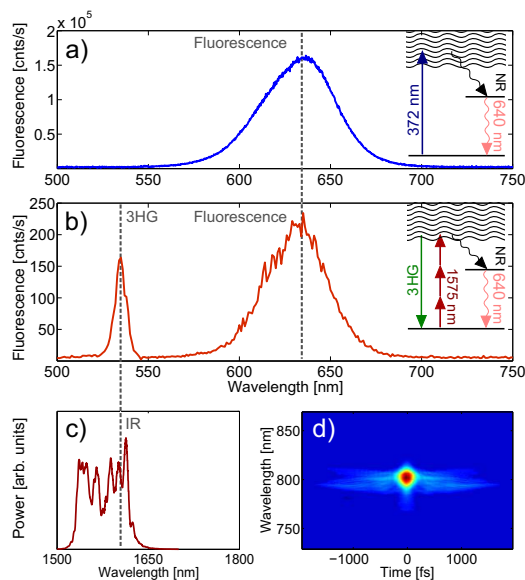 x 10⁵
2
a)
Fluorescence
Fluorescence [cnts/s]
1.5
1
0.5
0
500 550 600 650 700 750
372 nm
NR
640 nm
250
b)
3HG
Fluorescence
Fluorescence [cnts/s]
200
150
100
50
500 550 600 650 700 750
Wavelength [nm]
3HG
1575 nm
NR
640 nm
c)
IR
Power [arb. units]
1500 1650 1800
Wavelength [nm]
d)
Wavelength [nm]
850
800
750
−1000 0 1000
Time [fs]